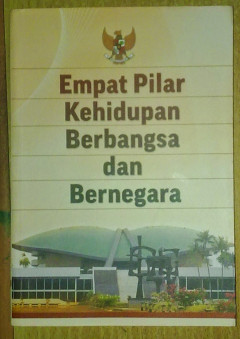 Empat Pilar
Kehidupan
Berbangsa
dan
Bernegara